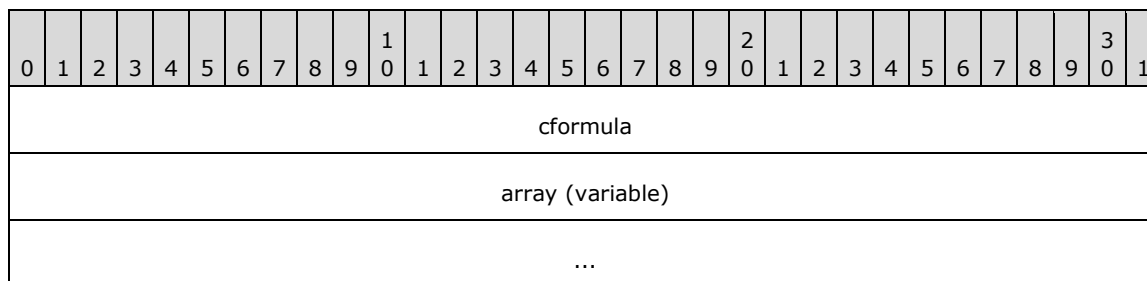 1 2 3
0 1 2 3 4 5 6 7 8 9 0 1 2 3 4 5 6 7 8 9 0 1 2 3 4 5 6 7 8 9 0 1
cformula
array (variable)
...